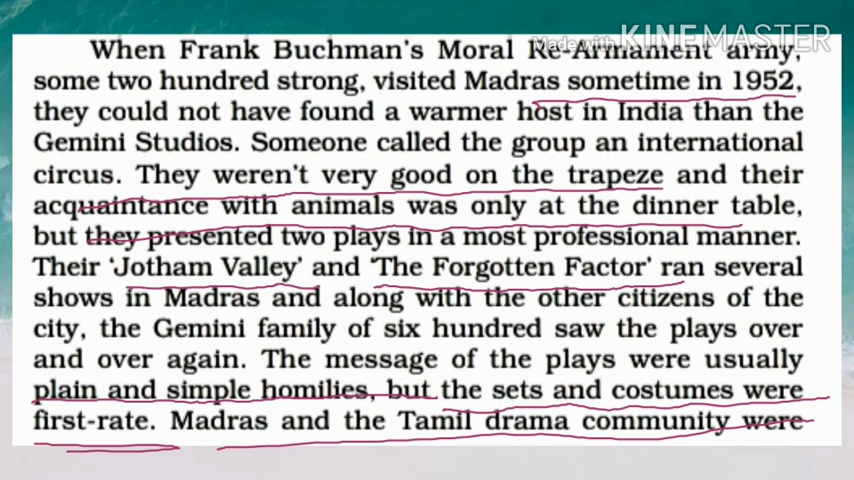 Made with KINEMASTER
When Frank Buchman's Moral Re-Armament army,
some two hundred strong, visited Madras sometime in 1952,
they could not have found a warmer host in India than the
Gemini Studios. Someone called the group an international
circus. They weren't very good on the trapeze and their
acquaintance with animals was only at the dinner table,
but they presented two plays in a most professional manner.
Their 'Jotham Valley' and 'The Forgotten Factor' ran several
shows in Madras and along with the other citizens of the
city, the Gemini family of six hundred saw the plays over
and over again. The message of the plays were usually
plain and simple homilies, but the sets and costumes were
first-rate. Madras and the Tamil drama community were